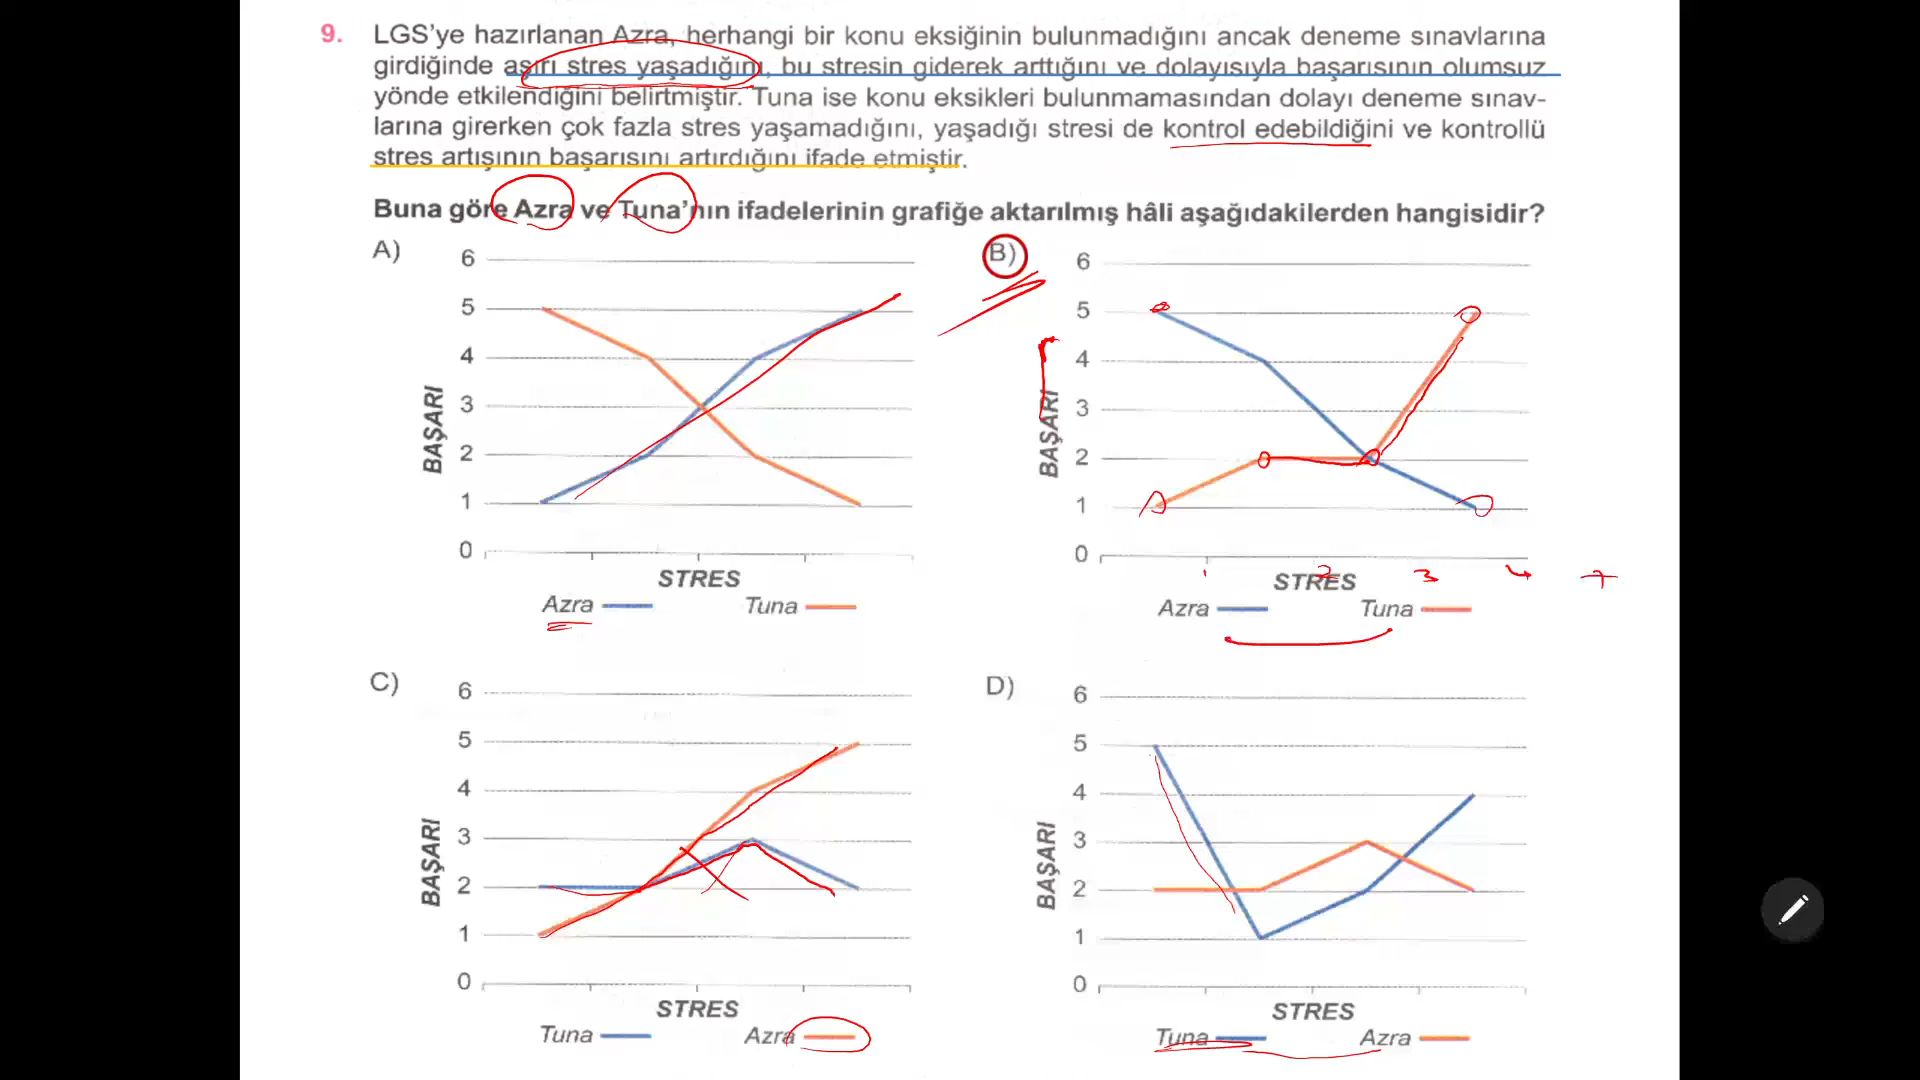 9. LGS'ye hazırlanan Azra, herhangi bir konu eksiğinin bulunmadığını ancak deneme sınavlarına
girdiğinde aşırı stres yaşadığını, bu stresin giderek arttığını ve dolayısıyla başarısının olumsuz
yönde etkilendiğini belirtmiştir. Tuna ise konu eksikleri bulunmamasından dolayı deneme sınav-
larına girerken çok fazla stres yaşamadığını, yaşadığı stresi de kontrol edebildiğini ve kontrollü
stres artışının başarısını artırdığını ifade etmiştir.
Buna göre Azra ve Tuna'nın ifadelerinin grafiğe aktarılmış hâli aşağıdakilerden hangisidir?
A)
6
5
4
3
2
1
0
BAŞARI
STRES
Azra Tuna
B)
6
5
4
3
2
1
0
BAŞARI
1 2 3 4 +
STRES
Azra Tuna
C)
6
5
4
3
2
1
0
BAŞARI
STRES
Tuna Azra
D)
6
5
4
3
2
1
0
BAŞARI
STRES
Tuna Azra